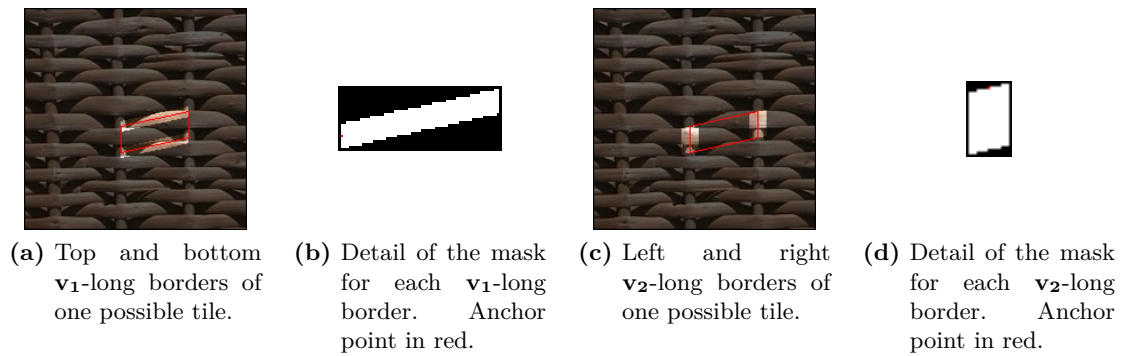 (a) Top and bottom
v₁-long borders of
one possible tile.
(b) Detail of the mask
for each v₁-long
border. Anchor
point in red.
(c) Left and right
v₂-long borders of
one possible tile.
(d) Detail of the mask
for each v₂-long
border. Anchor
point in red.